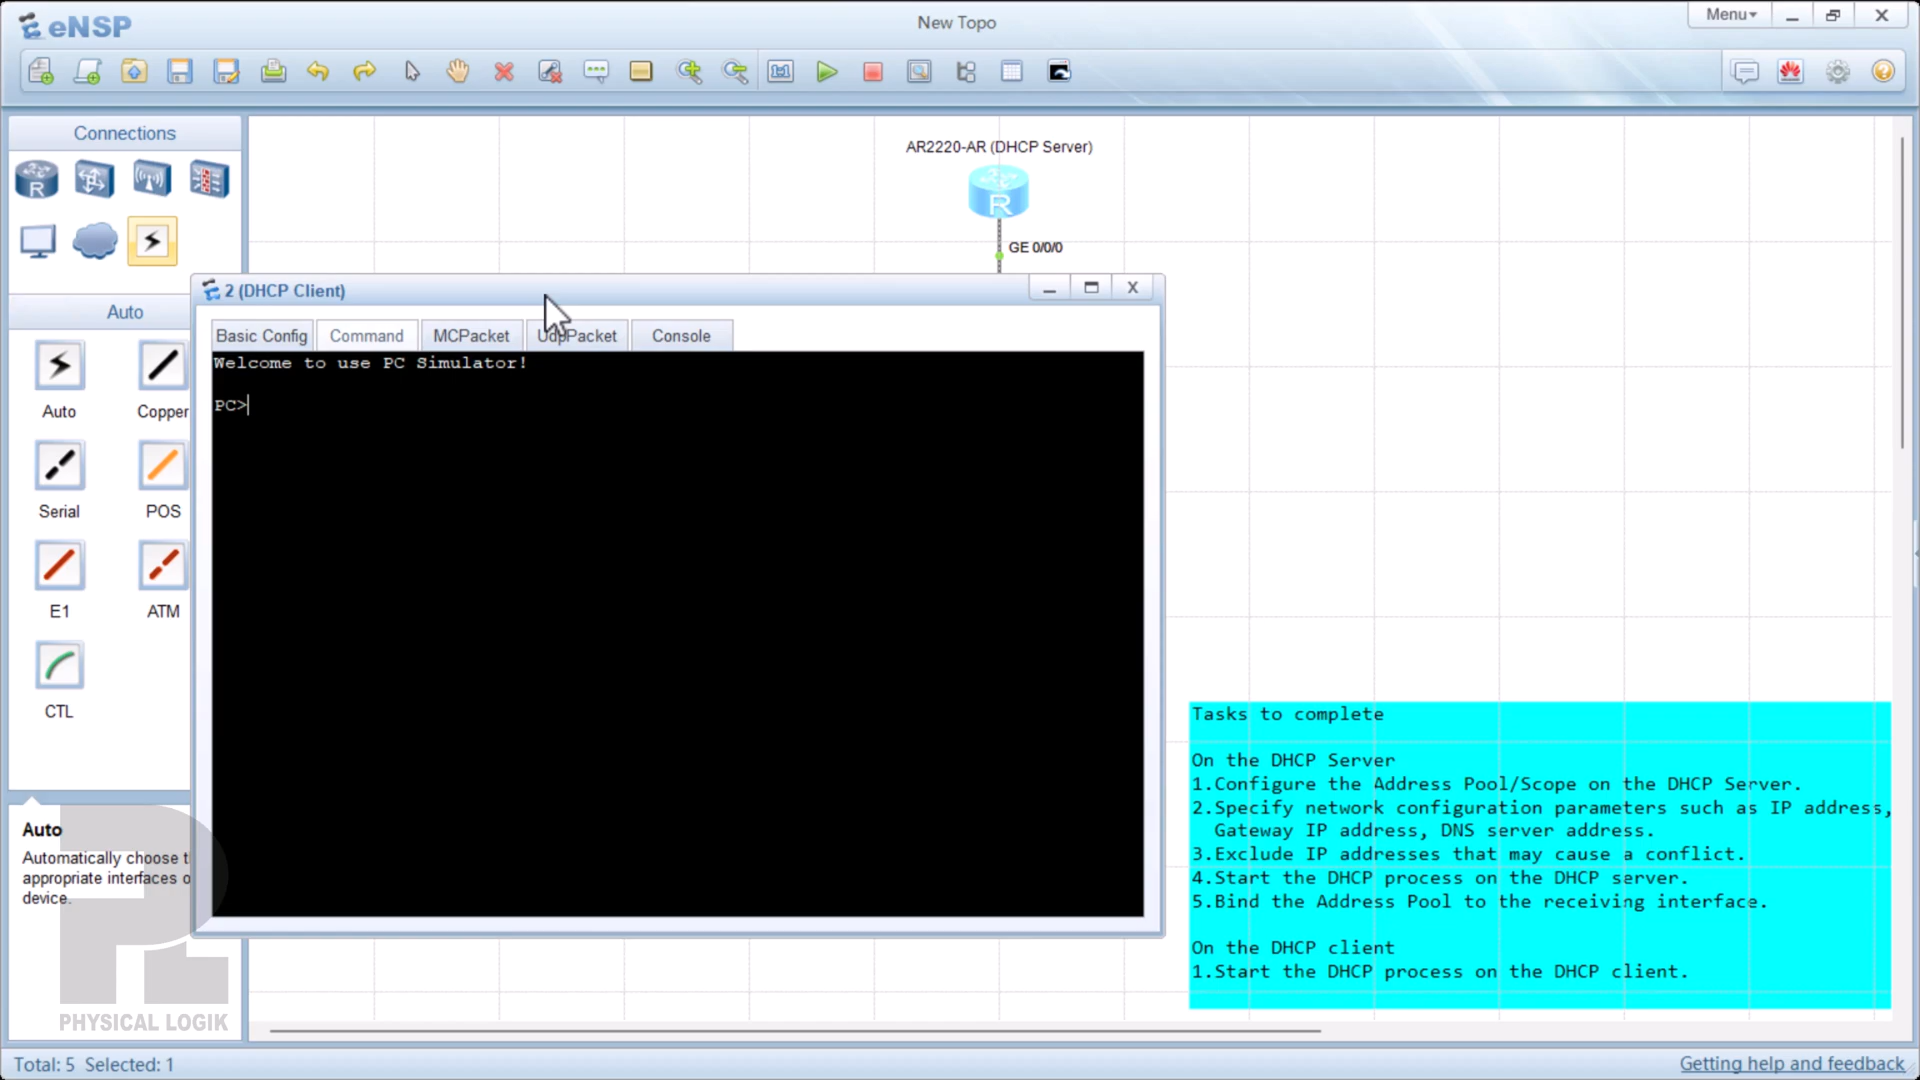 eNSP
New Topo
Menu
Connections
R
AR2220-AR (DHCP Server)
R
GE 0/0/0
Auto
Auto
Copper
Serial
POS
E1
ATM
CTL
2 (DHCP Client)
Basic Config
Command
MCPacket
UdpPacket
Console
Welcome to use PC Simulator!
PC>
Tasks to complete
On the DHCP Server
1.Configure the Address Pool/Scope on the DHCP Server.
2.Specify network configuration parameters such as IP address,
Gateway IP address, DNS server address.
3.Exclude IP addresses that may cause a conflict.
4.Start the DHCP process on the DHCP server.
5.Bind the Address Pool to the receiving interface.
On the DHCP client
1.Start the DHCP process on the DHCP client.
Auto
Automatically choose t
appropriate interfaces o
device.
PL
PHYSICAL LOGIK
Total: 5 Selected: 1
Getting help and feedback